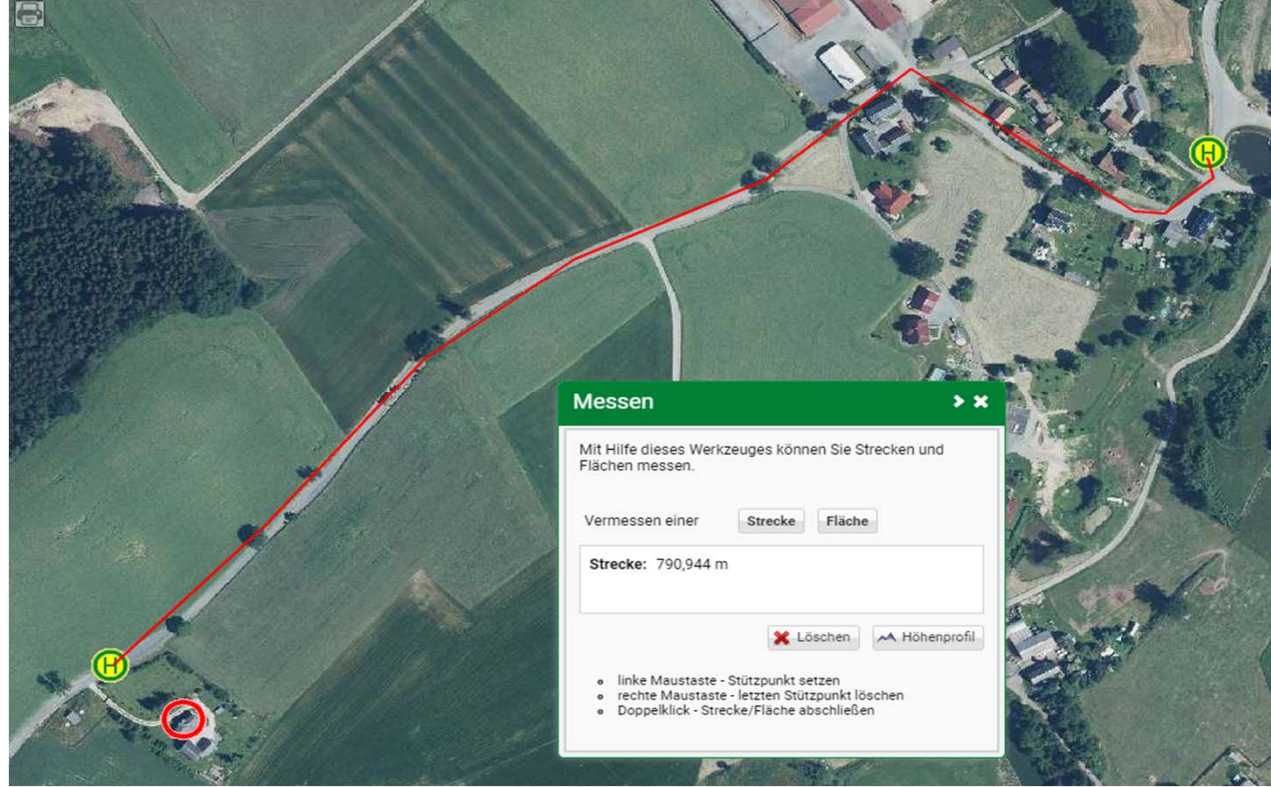 H
Messen
Mit Hilfe dieses Werkzeuges können Sie Strecken und
Flächen messen.
Vermessen einer Strecke Fläche
Strecke: 790,944 m
Löschen Höhenprofil
linke Maustaste - Stützpunkt setzen
rechte Maustaste - letzten Stützpunkt löschen
Doppelklick - Strecke/Fläche abschließen
H